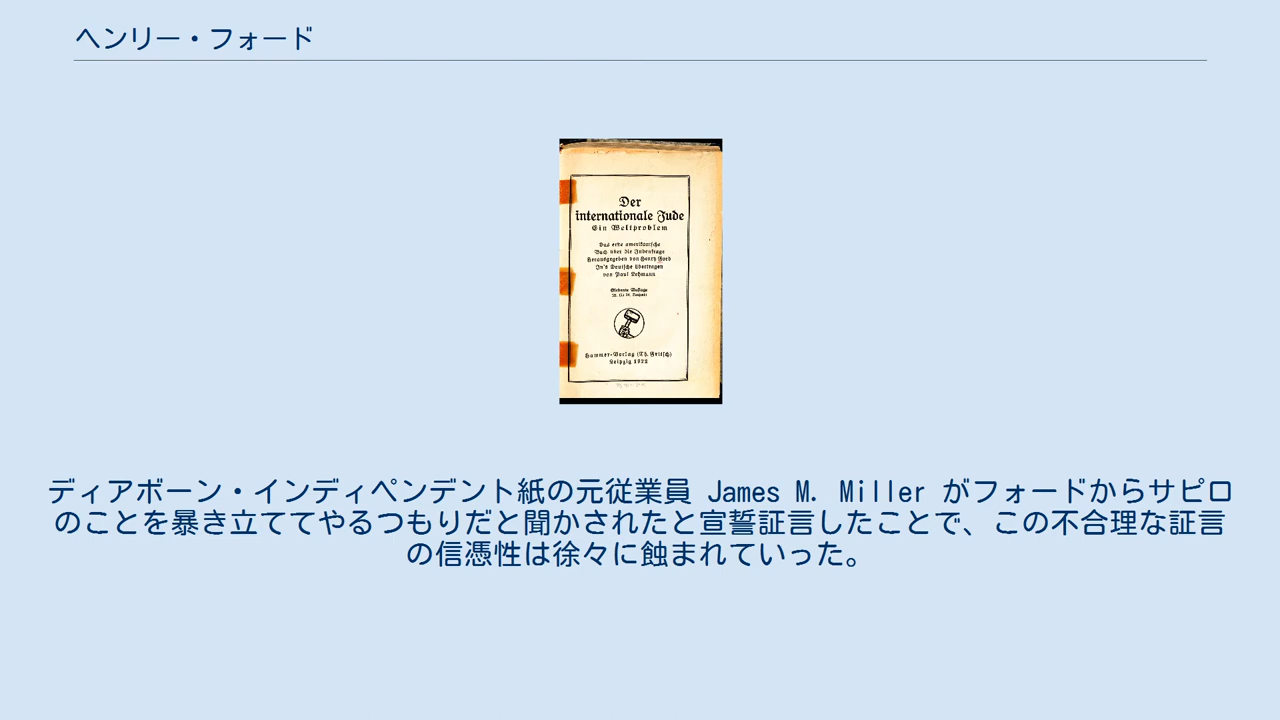 ヘンリー・フォード
Der
internationale Jude
Ein Weltproblem
Das erste amerikanische
Buch über die Judenfrage
Herausgegeben von Henry Ford
In's Deutsche übertragen
von Paul Lehmann
Siebente Auflage
Hammer-Verlag (Th. Fritsch)
Leipzig 1922
ディアボーン・インディペンデント紙の元従業員 James M. Miller がフォードからサピロ
のことを暴き立ててやるつもりだと聞かされたと宣誓証言したことで、この不合理な証言
の信憑性は徐々に蝕まれていった。